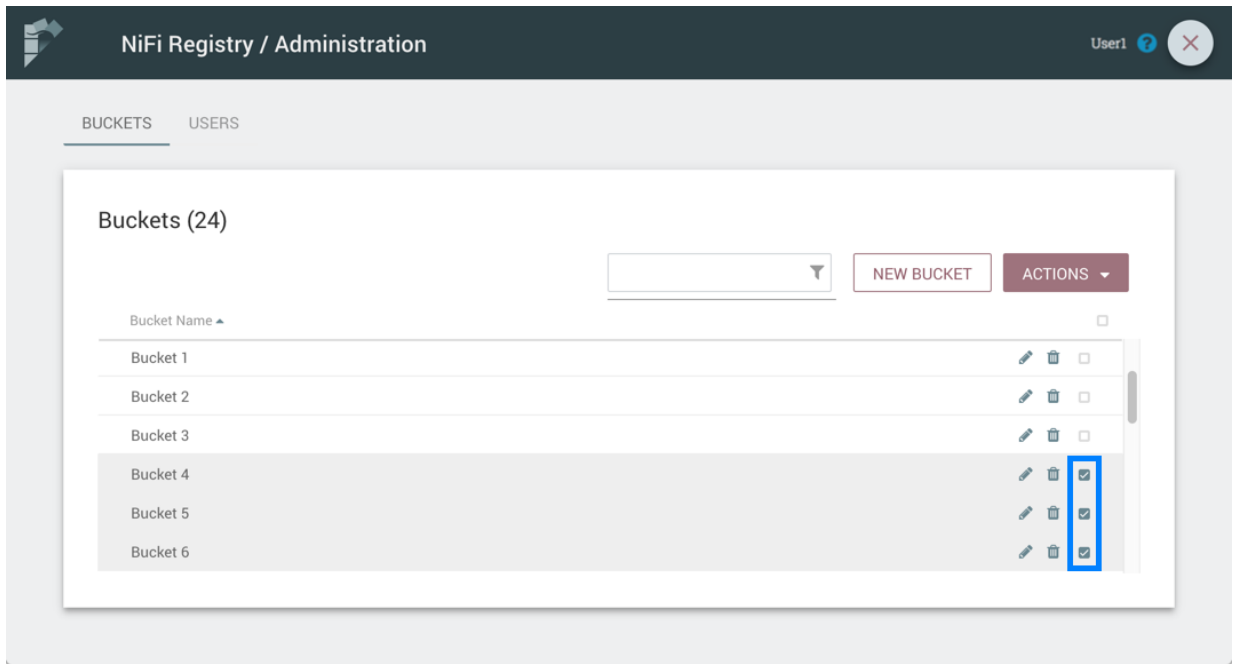 NiFi Registry / Administration
User1
BUCKETS USERS
Buckets (24)
NEW BUCKET ACTIONS
Bucket Name
Bucket 1
Bucket 2
Bucket 3
Bucket 4
Bucket 5
Bucket 6